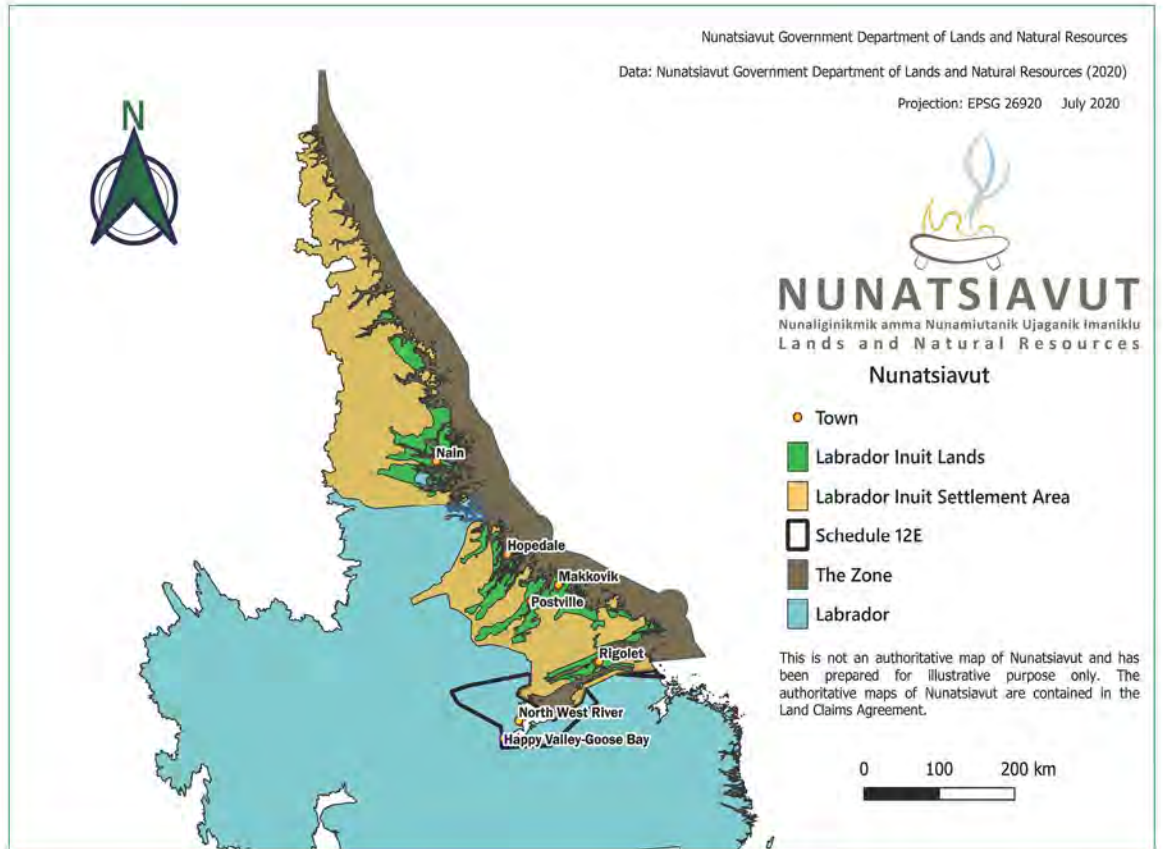 Nunatsiavut Government Department of Lands and Natural Resources
Data: Nunatsiavut Government Department of Lands and Natural Resources (2020)
Projection: EPSG 26920 July 2020
N
NUNATSIAVUT
Nunaliginikmik amma Nunamiutanik Ujaganik Imaniklu
Lands and Natural Resources
Nunatsiavut
Town
Labrador Inuit Lands
Labrador Inuit Settlement Area
Schedule 12E
The Zone
Labrador
This is not an authoritative map of Nunatsiavut and has
been prepared for illustrative purpose only. The
authoritative maps of Nunatsiavut are contained in the
Land Claims Agreement.
0 100 200 km
Nain
Hopedale
Makkovik
Postville
Rigolet
North West River
Happy Valley-Goose Bay